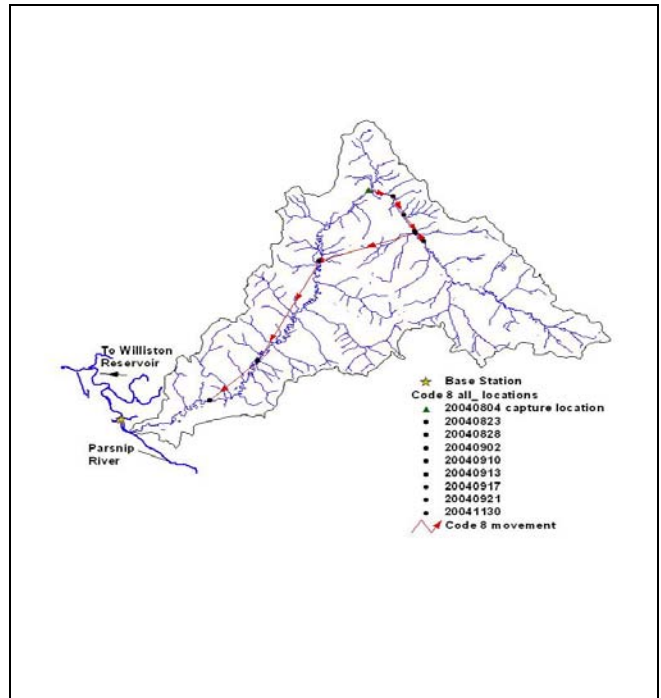 To Williston
Reservoir
Parsnip
River
Base Station
Code 8 all_ locations
20040804 capture location
20040823
20040828
20040902
20040910
20040913
20040917
20040921
20041130
Code 8 movement